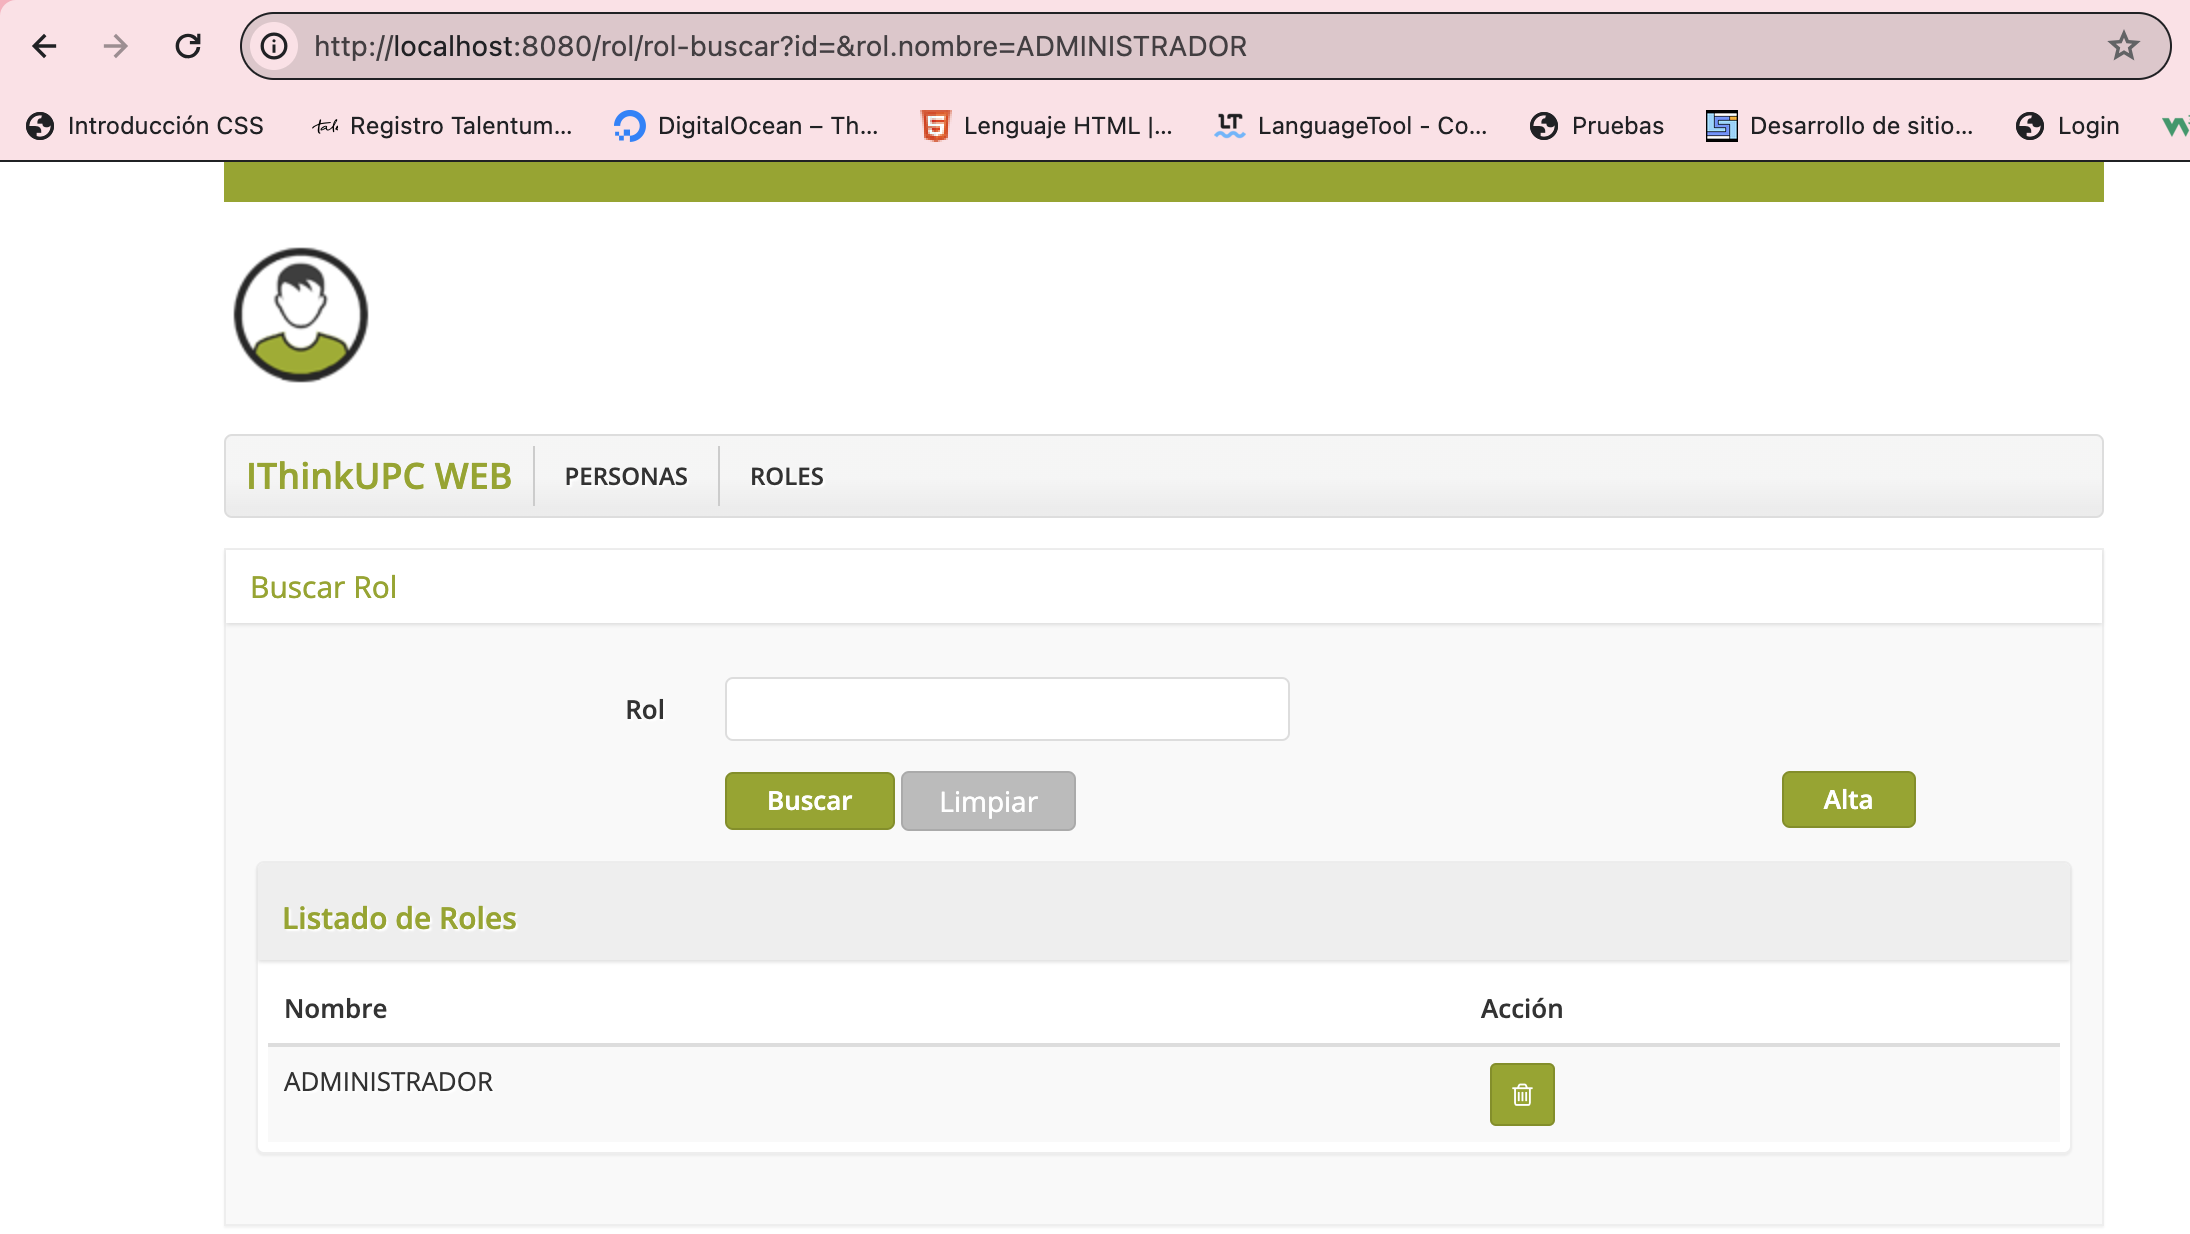 http://localhost:8080/rol/rol-buscar?id=&rol.nombre=ADMINISTRADOR
Introducción CSS Registro Talentum... DigitalOcean – Th... Lenguaje HTML |... LT LanguageTool - Co... Pruebas Desarrollo de sitio... Login
IThinkUPC WEB PERSONAS ROLES
Buscar Rol
Rol
Buscar Limpiar Alta
Listado de Roles
Nombre Acción
ADMINISTRADOR